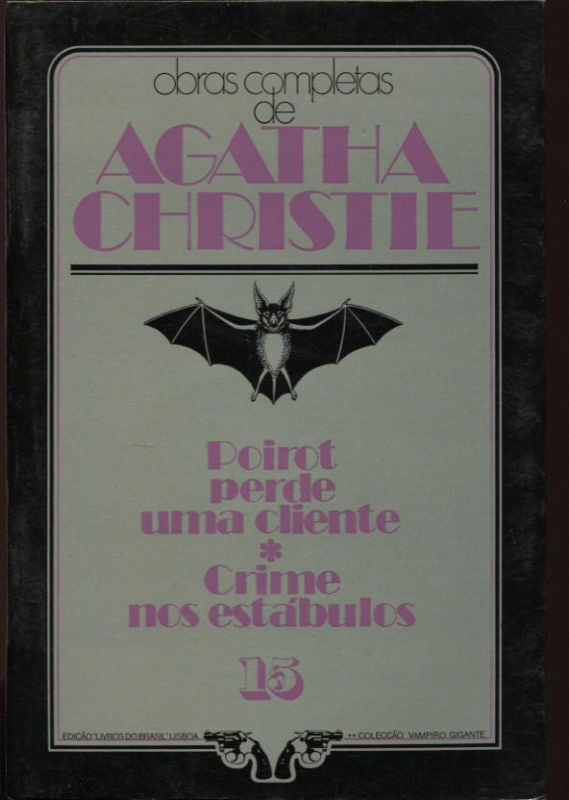 obras completas
de
AGATHA
CHRISTIE
Poirot
perde
uma cliente
*
Crime
nos estábulos
15
EDIÇÃO "LIVROS DO BRASIL" LISBOA
•• COLECÇÃO VAMPIRO GIGANTE